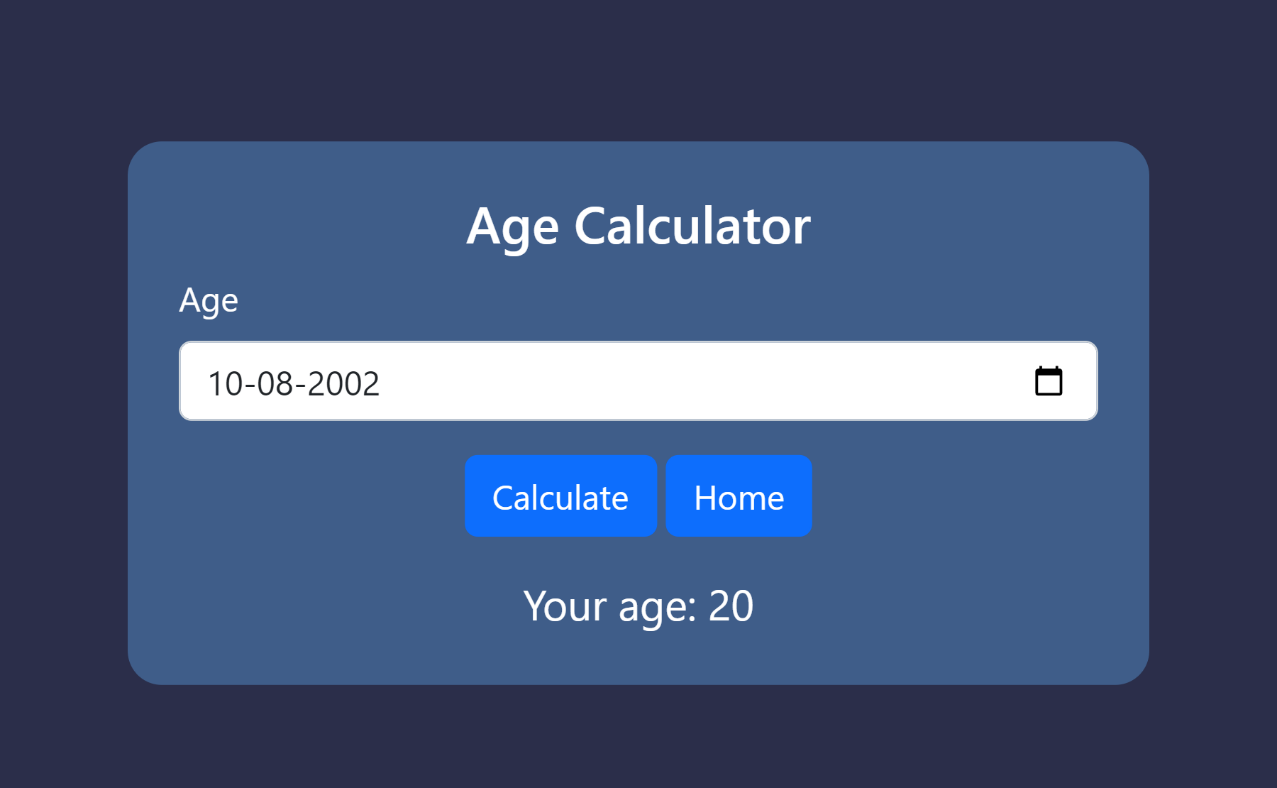 Age Calculator
Age
10-08-2002
Calculate Home
Your age: 20